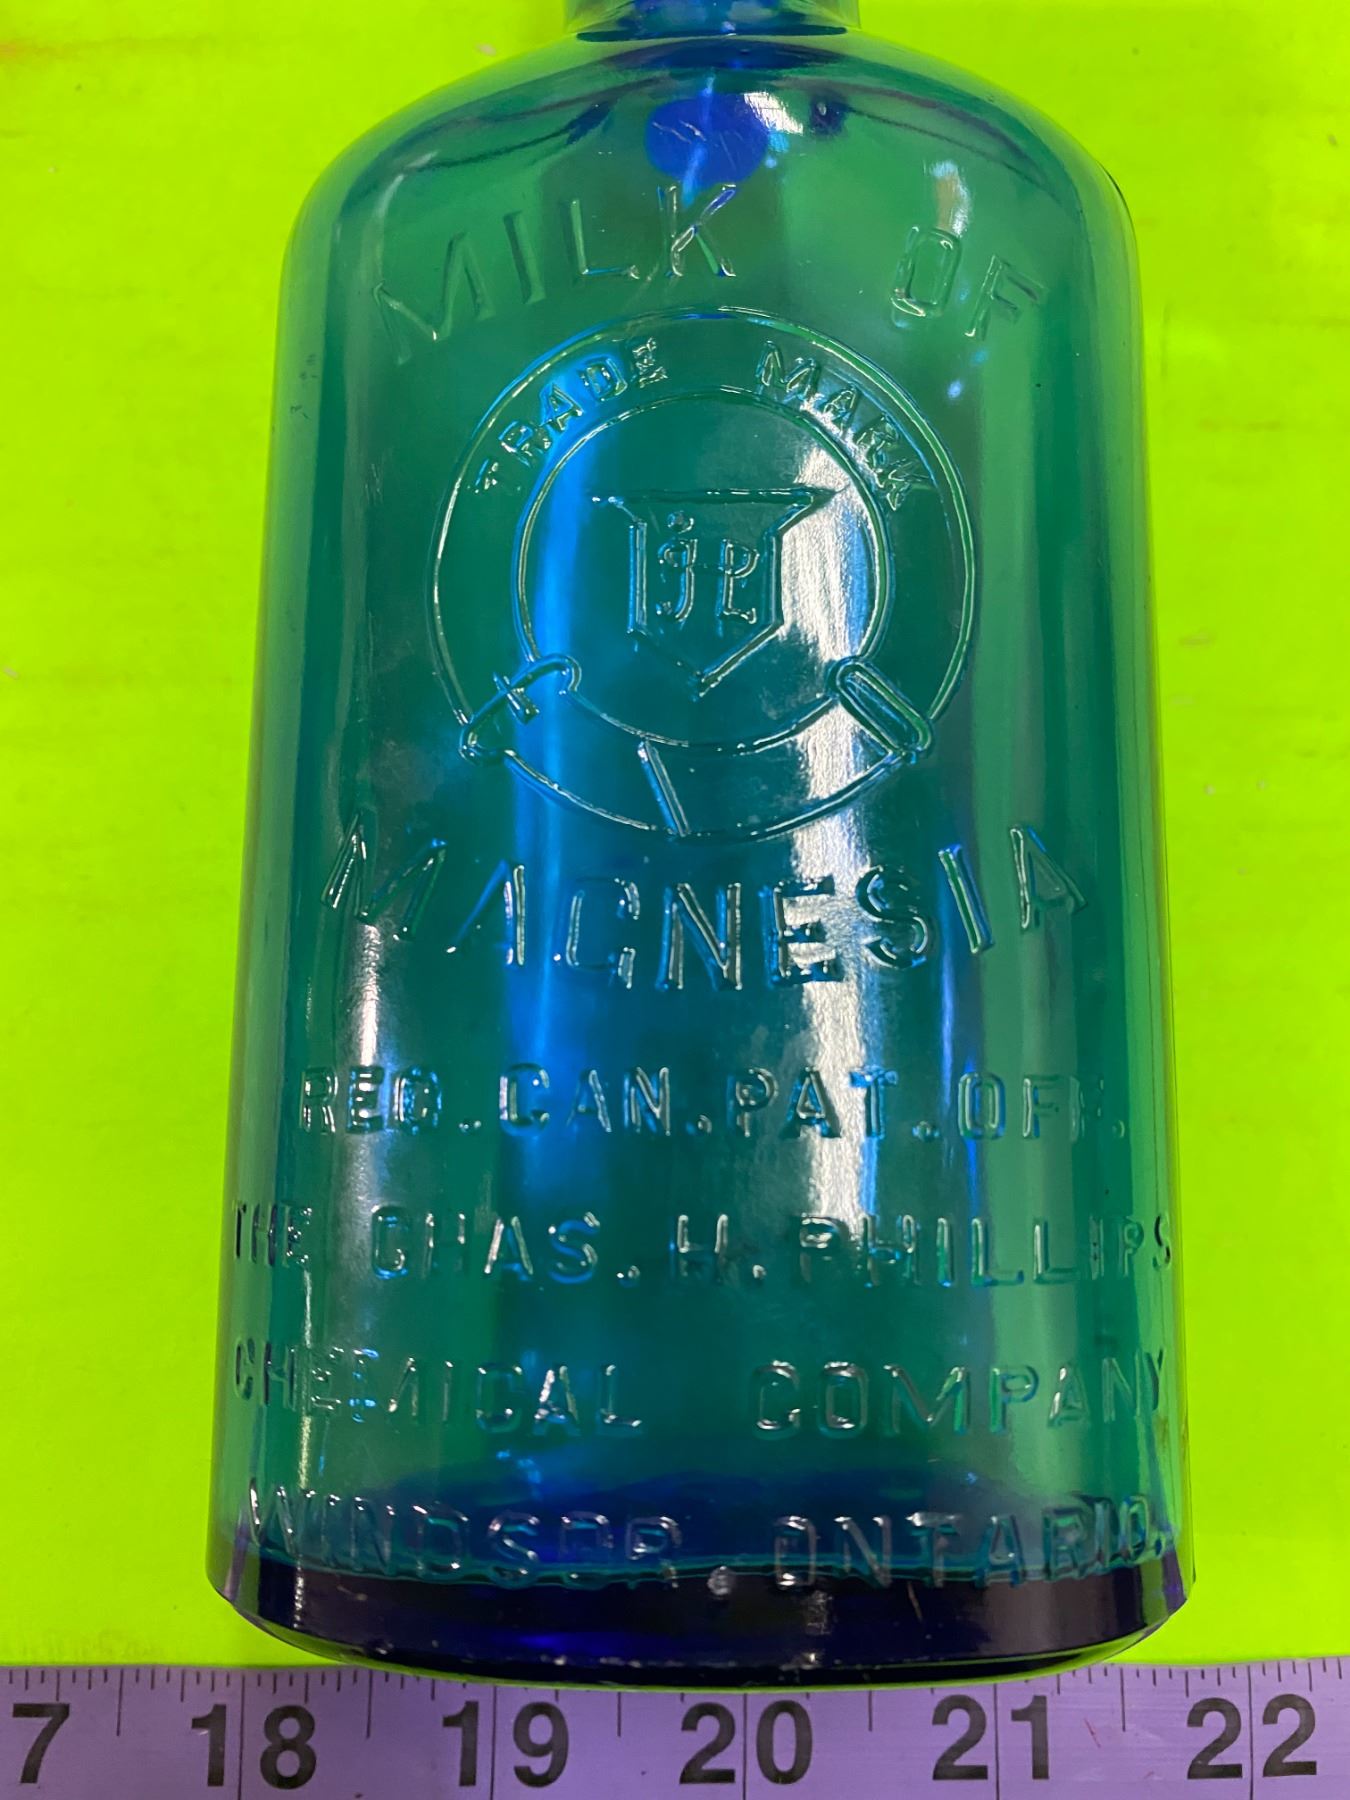 MILK OF
TRADE MARK
MAGNESIA
REG. CAN. PAT. OFF.
THE CHAS. H. PHILLIPS
CHEMICAL COMPANY
WINDSOR. ONTARIO.
7 18 19 20 21 22